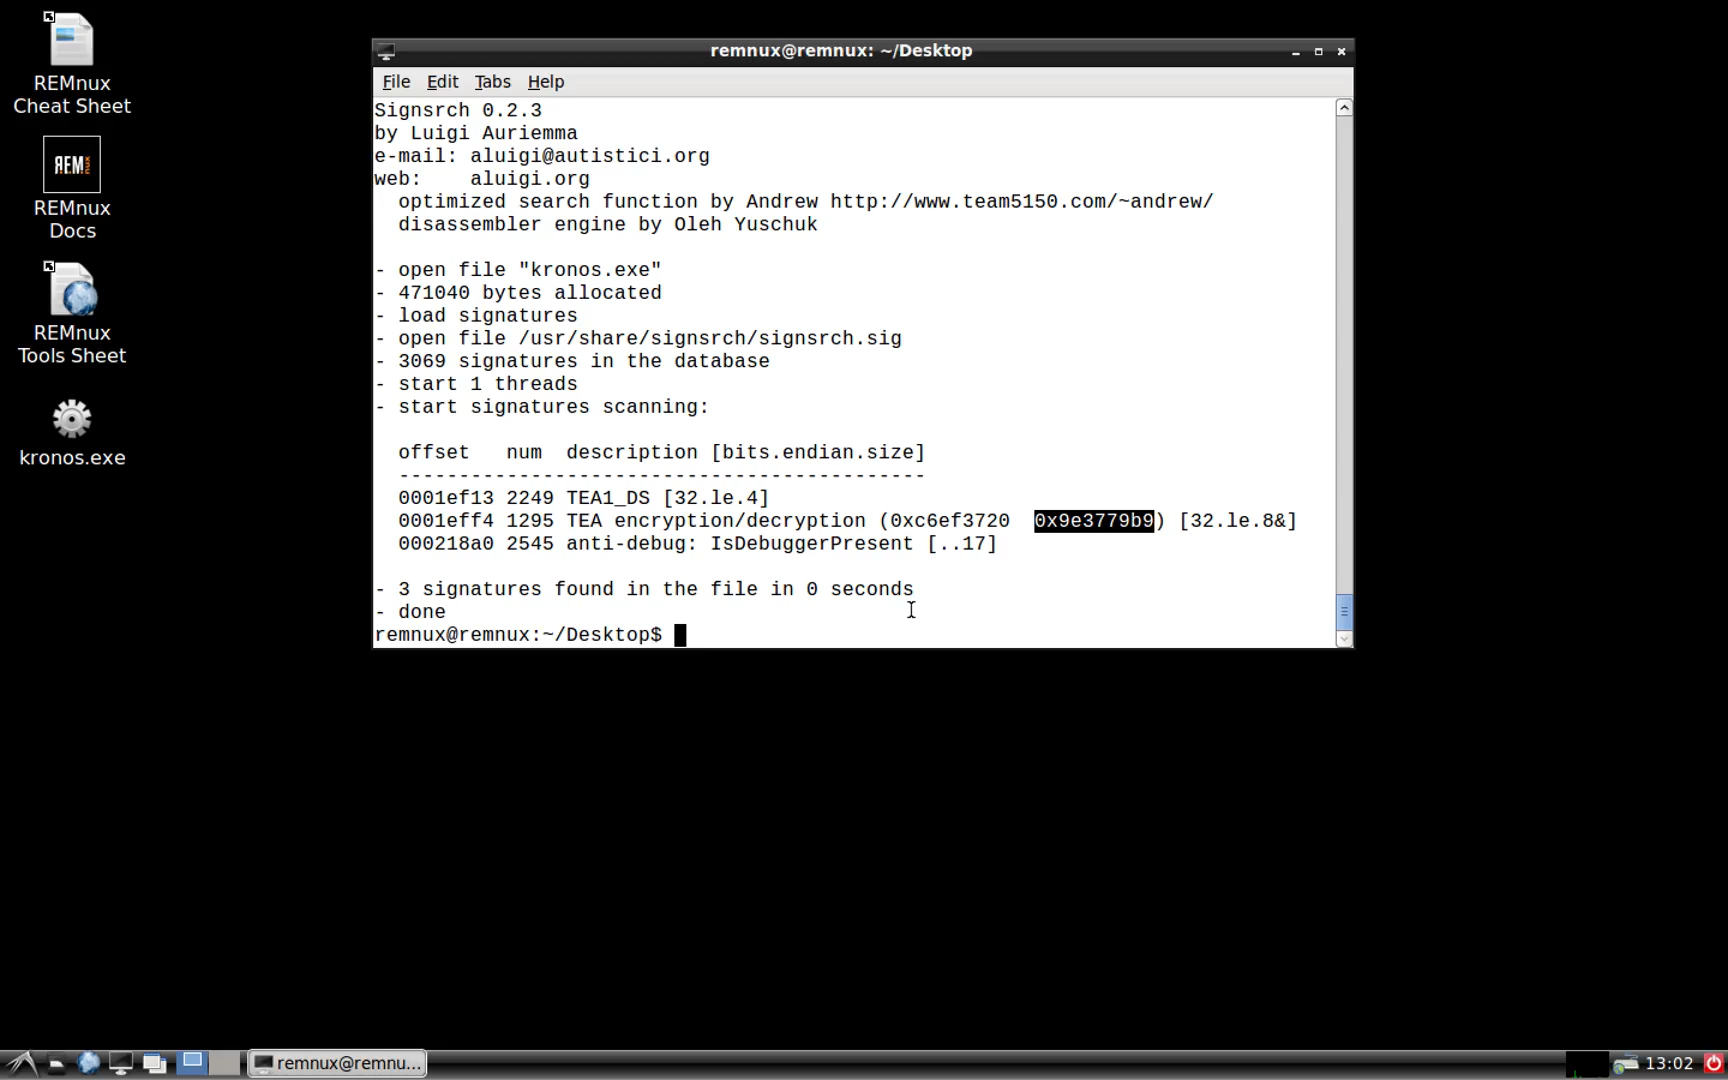 REMnux
Cheat Sheet
REMnux
REMnux
Docs
REMnux
Tools Sheet
kronos.exe
remnux@remnux: ~/Desktop
File Edit Tabs Help
Signsrch 0.2.3
by Luigi Auriemma
e-mail: aluigi@autistici.org
web:    aluigi.org
  optimized search function by Andrew http://www.team5150.com/~andrew/
  disassembler engine by Oleh Yuschuk
- open file "kronos.exe"
- 471040 bytes allocated
- load signatures
- open file /usr/share/signsrch/signsrch.sig
- 3069 signatures in the database
- start 1 threads
- start signatures scanning:
  offset   num  description [bits.endian.size]
  --------------------------------------------
  0001ef13 2249 TEA1_DS [32.le.4]
  0001eff4 1295 TEA encryption/decryption (0xc6ef3720  0x9e3779b9) [32.le.8&]
  000218a0 2545 anti-debug: IsDebuggerPresent [..17]
- 3 signatures found in the file in 0 seconds
- done
remnux@remnux:~/Desktop$
remnux@remnu...
13:02